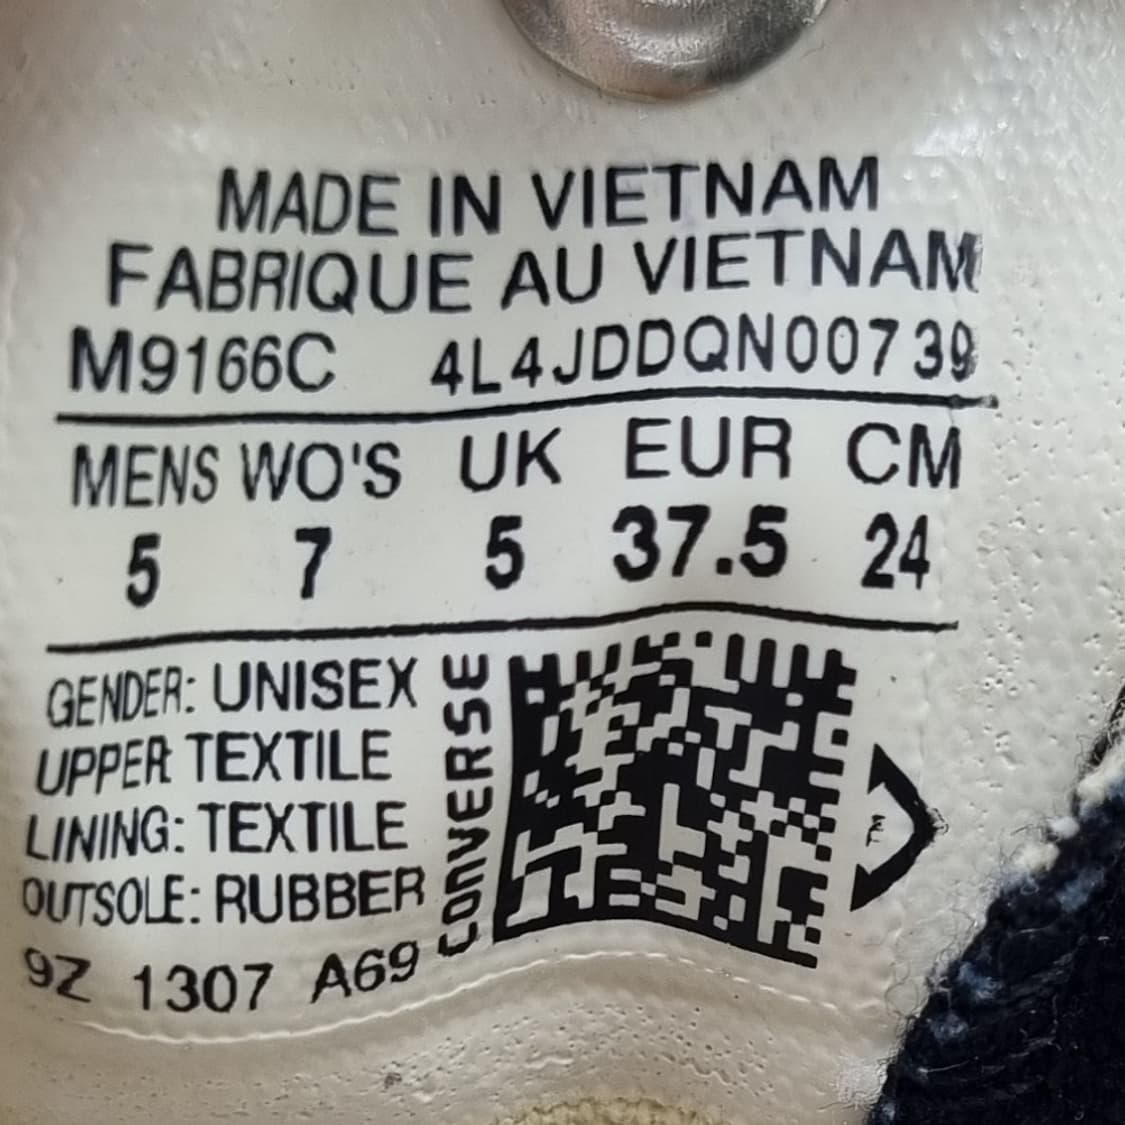 MADE IN VIETNAM
FABRIQUE AU VIETNAM
M9166C 4L4JDDQN00739
MENS WO'S UK EUR CM
5 7 5 37.5 24
GENDER: UNISEX
UPPER: TEXTILE
LINING: TEXTILE
OUTSOLE: RUBBER
9Z 1307 A69
CONVERSE